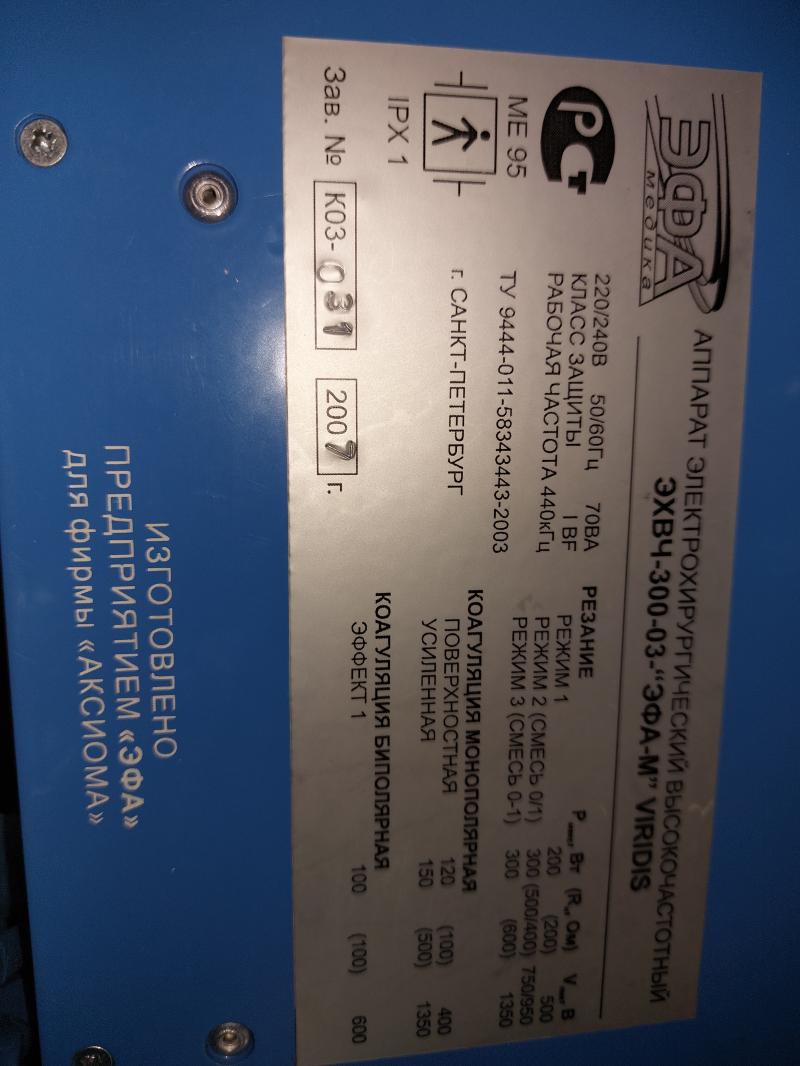 ЭФА
медика
АППАРАТ ЭЛЕКТРОХИРУРГИЧЕСКИЙ ВЫСОКОЧАСТОТНЫЙ
ЭХВЧ-300-03-“ЭФА-М” VIRIDIS
РСТ
МЕ 95
IPX 1
220/240В 50/60Гц 70ВА
КЛАСС ЗАЩИТЫ I BF
РАБОЧАЯ ЧАСТОТА 440кГц
ТУ 9444-011-58343443-2003
г. САНКТ-ПЕТЕРБУРГ
Зав. № К03-031 2007 г.
РЕЗАНИЕ Р Вт (R Ом) V В
РЕЖИМ 1 200 (200) 500
РЕЖИМ 2 (СМЕСЬ 0/1) 300 (500/400) 750/950
РЕЖИМ 3 (СМЕСЬ 0-1) 300 (600) 1350
КОАГУЛЯЦИЯ МОНОПОЛЯРНАЯ
ПОВЕРХНОСТНАЯ 120 (100) 400
УСИЛЕННАЯ 150 (500) 1350
КОАГУЛЯЦИЯ БИПОЛЯРНАЯ
ЭФФЕКТ 1 100 (100) 600
ИЗГОТОВЛЕНО
ПРЕДПРИЯТИЕМ «ЭФА»
для фирмы «АКСИОМА»